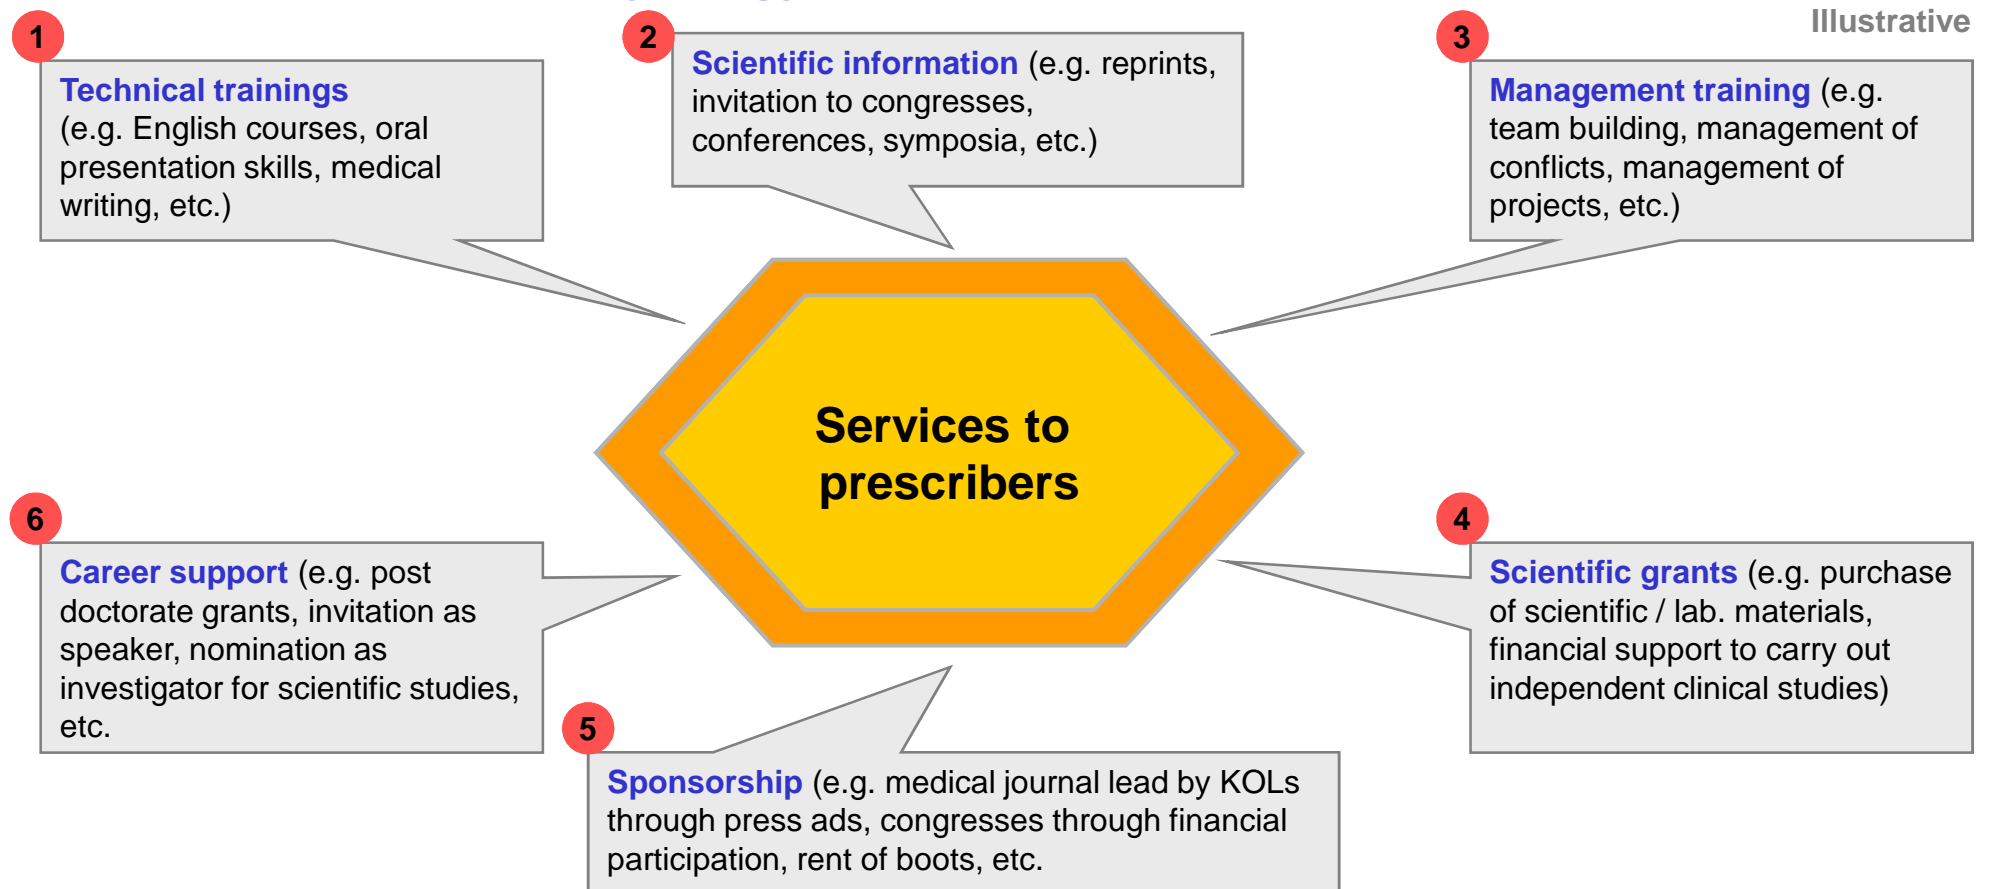 Illustrative
1
Technical trainings
(e.g. English courses, oral
presentation skills, medical
writing, etc.)
2
Scientific information (e.g. reprints,
invitation to congresses,
conferences, symposia, etc.)
3
Management training (e.g.
team building, management of
conflicts, management of
projects, etc.)
Services to
prescribers
4
Scientific grants (e.g. purchase
of scientific / lab. materials,
financial support to carry out
independent clinical studies)
5
Sponsorship (e.g. medical journal lead by KOLs
through press ads, congresses through financial
participation, rent of boots, etc.
6
Career support (e.g. post
doctorate grants, invitation as
speaker, nomination as
investigator for scientific studies,
etc.